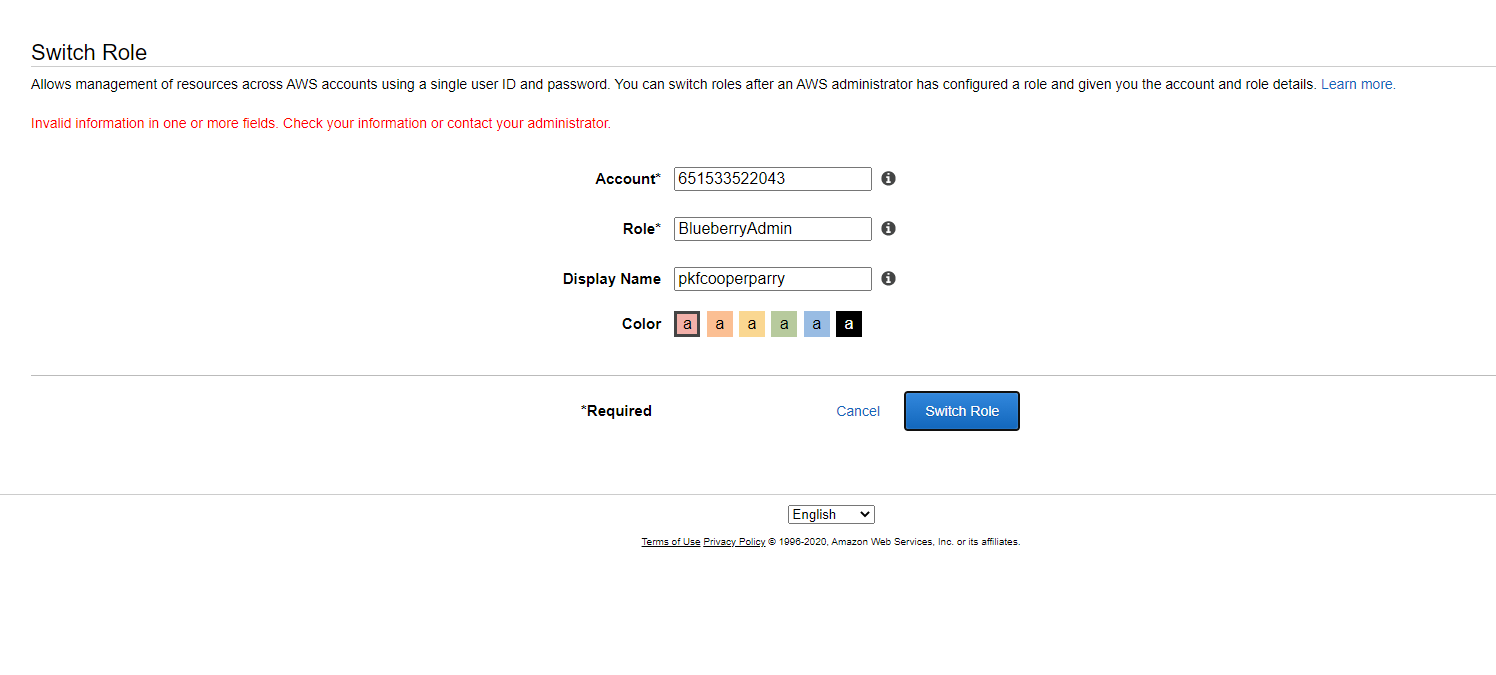 Switch Role
Allows management of resources across AWS accounts using a single user ID and password. You can switch roles after an AWS administrator has configured a role and given you the account and role details. Learn more.
Invalid information in one or more fields. Check your information or contact your administrator.
Account* 651533522043
Role* BlueberryAdmin
Display Name pkfcooperparry
Color a a a a a a
*Required Cancel Switch Role
English
Terms of Use Privacy Policy © 1996-2020, Amazon Web Services, Inc. or its affiliates.